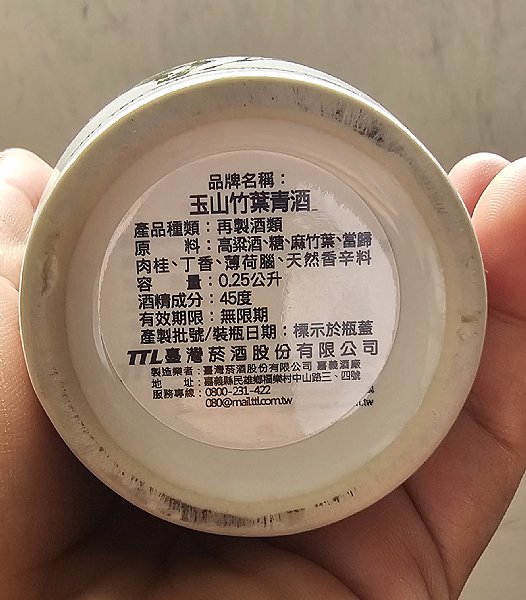 品牌名稱：
玉山竹葉青酒
產品種類：再製酒類
原　　料：高粱酒、糖、麻竹葉、當歸
肉桂、丁香、薄荷腦、天然香辛料
容　　量：0.25公升
酒精成分：45度
有效期限：無限期
產製批號/裝瓶日期：標示於瓶蓋
TTL臺灣菸酒股份有限公司
製造業者：臺灣菸酒股份有限公司 嘉義酒廠
地　　址：嘉義縣民雄鄉福樂村中山路三、四號
服務專線：0800-231-422
080@mail.ttl.com.tw